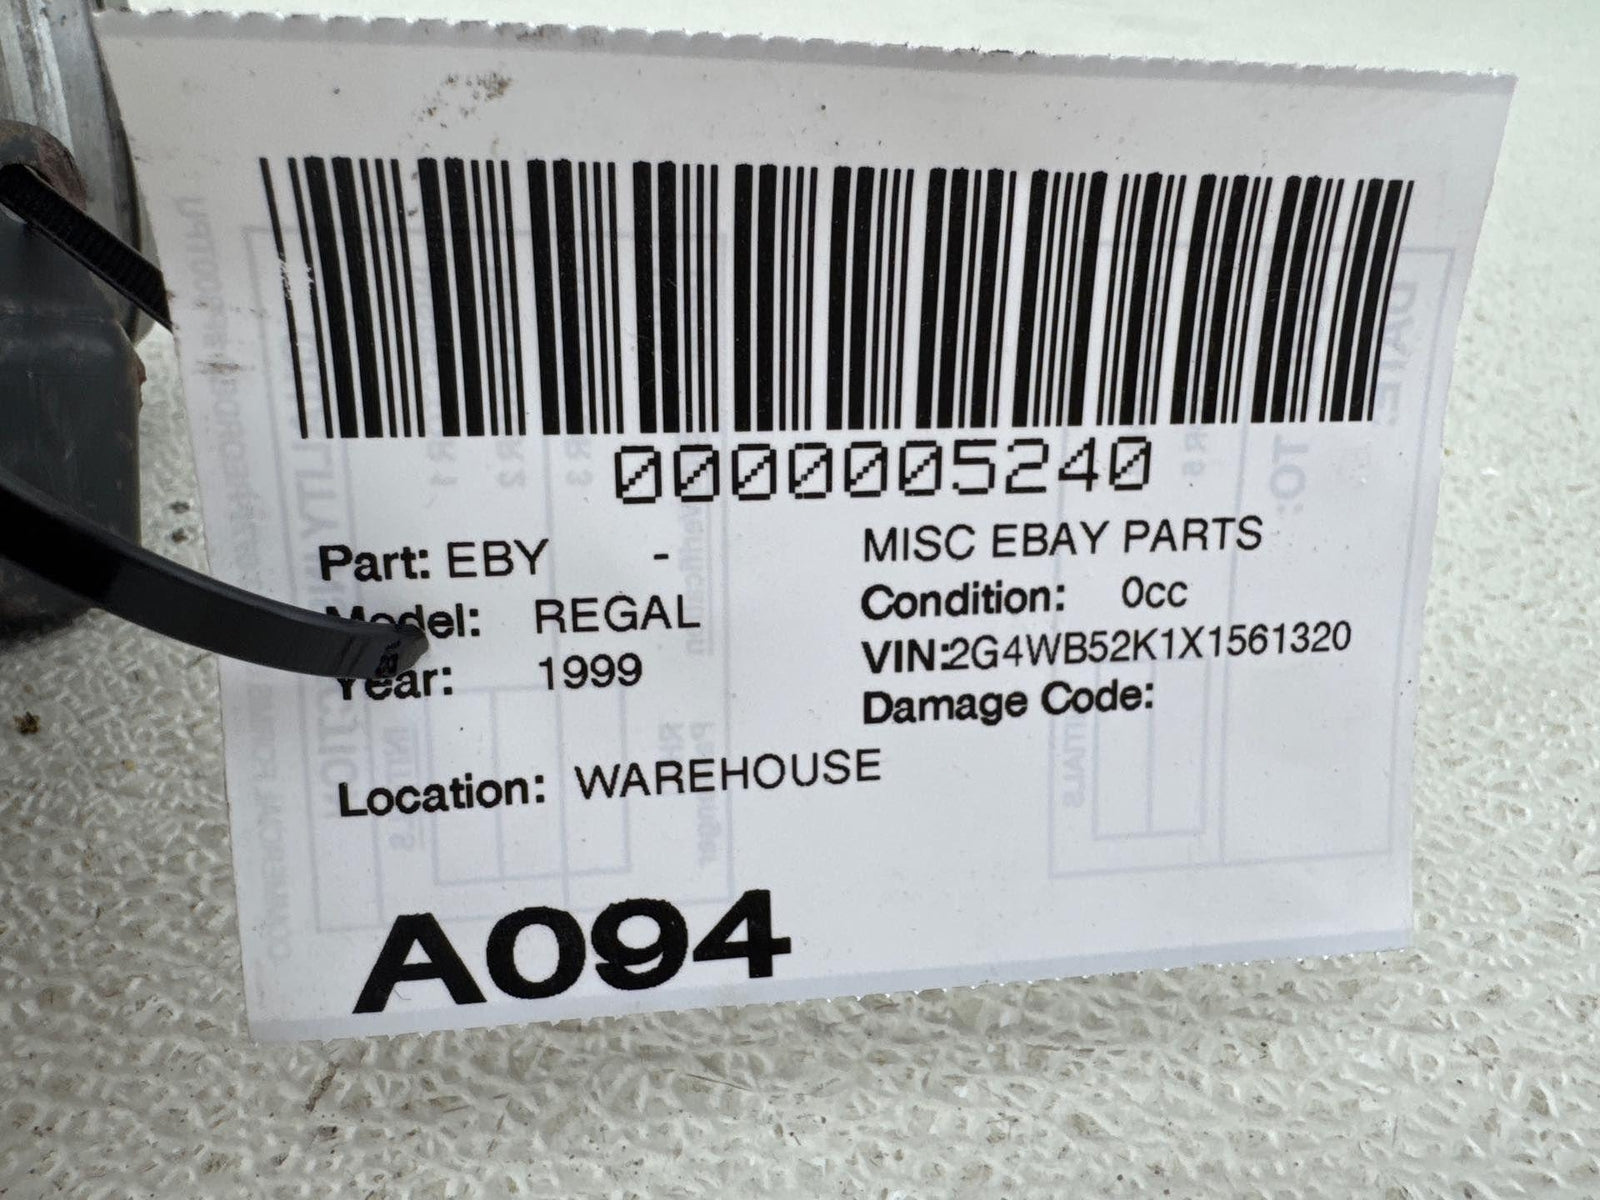 0000005240
Part: EBY - MISC EBAY PARTS
Model: REGAL Condition: 0cc
Year: 1999 VIN:2G4WB52K1X1561320
Damage Code:
Location: WAREHOUSE
A094